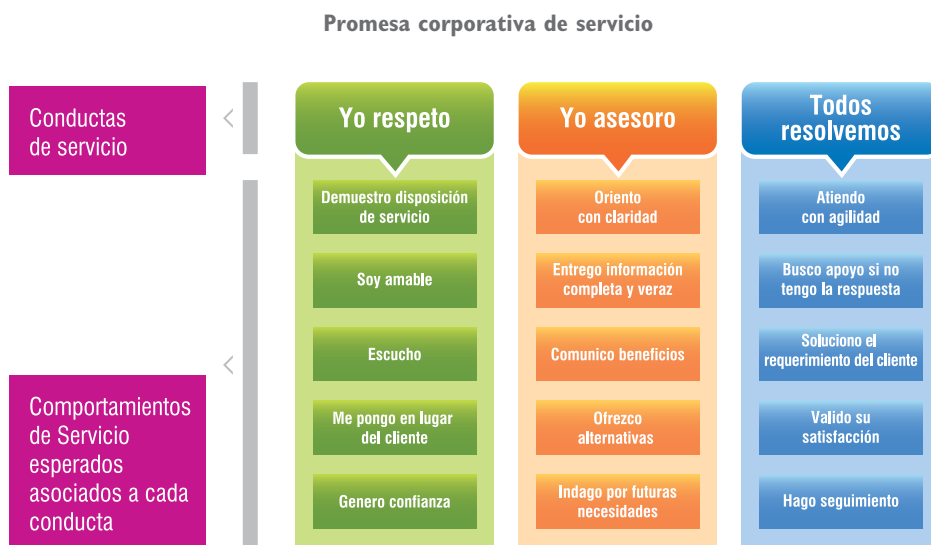 Promesa corporativa de servicio
Conductas
de servicio
Yo respeto
Yo asesoro
Todos
resolvemos
Comportamientos
de Servicio
esperados
asociados a cada
conducta
Demuestro disposición
de servicio
Soy amable
Escucho
Me pongo en lugar
del cliente
Genero confianza
Oriento
con claridad
Entrego información
completa y veraz
Comunico beneficios
Ofrezco
alternativas
Indago por futuras
necesidades
Atiendo
con agilidad
Busco apoyo si no
tengo la respuesta
Soluciono el
requerimiento del cliente
Valido su
satisfacción
Hago seguimiento